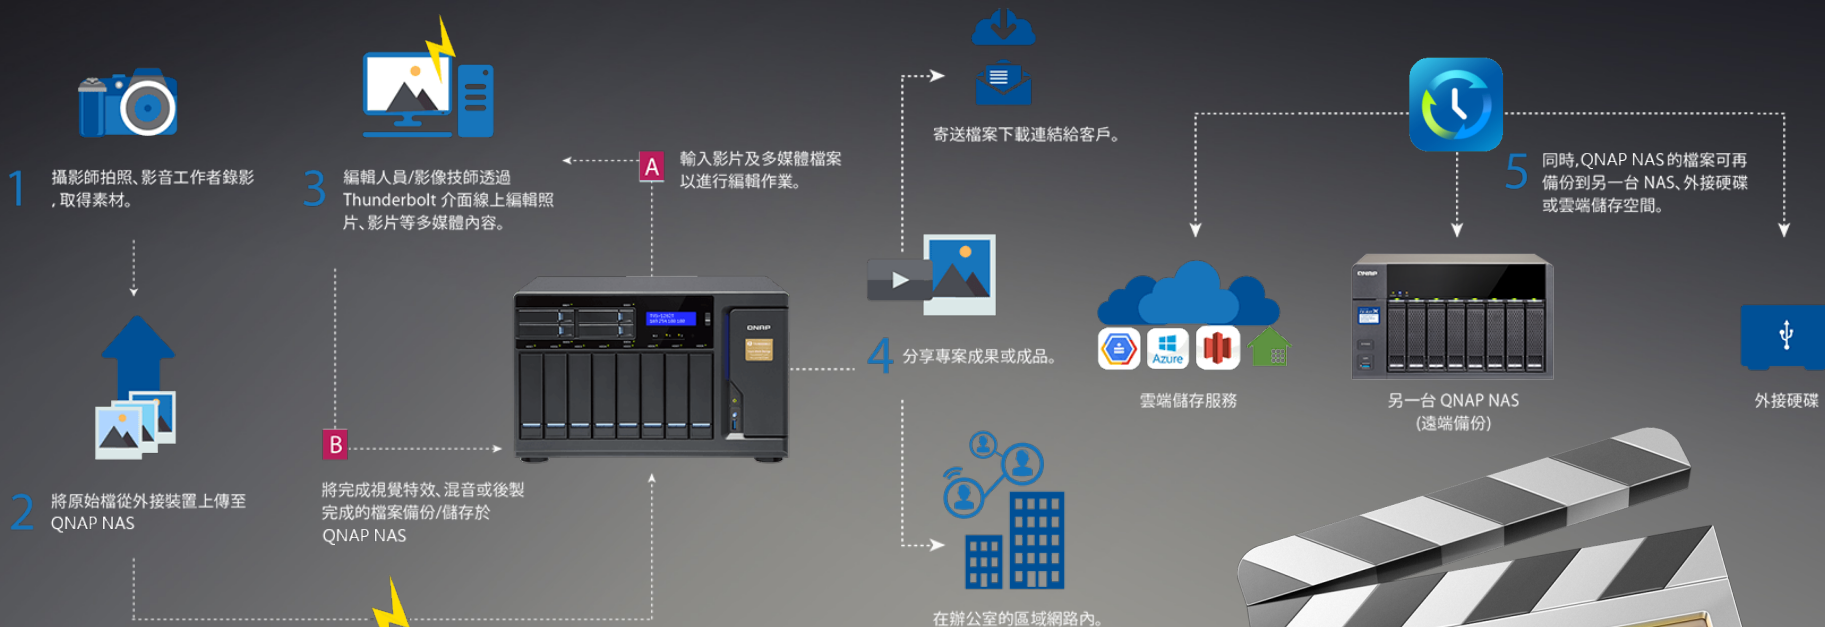 1
攝影師拍照、影音工作者錄影
,取得素材。
2
將原始檔從外接裝置上傳至
QNAP NAS
3
編輯人員/影像技師透過
Thunderbolt 介面線上編輯照
片、影片等多媒體內容。
A
輸入影片及多媒體檔案
以進行編輯作業。
B
將完成視覺特效、混音或後製
完成的檔案備份/儲存於
QNAP NAS
QNAP
4
分享專案成果或成品。
寄送檔案下載連結給客戶。
在辦公室的區域網路內。
5
同時,QNAP NAS的檔案可再
備份到另一台 NAS、外接硬碟
或雲端儲存空間。
Azure
雲端儲存服務
QNAP
另一台 QNAP NAS
(遠端備份)
外接硬碟